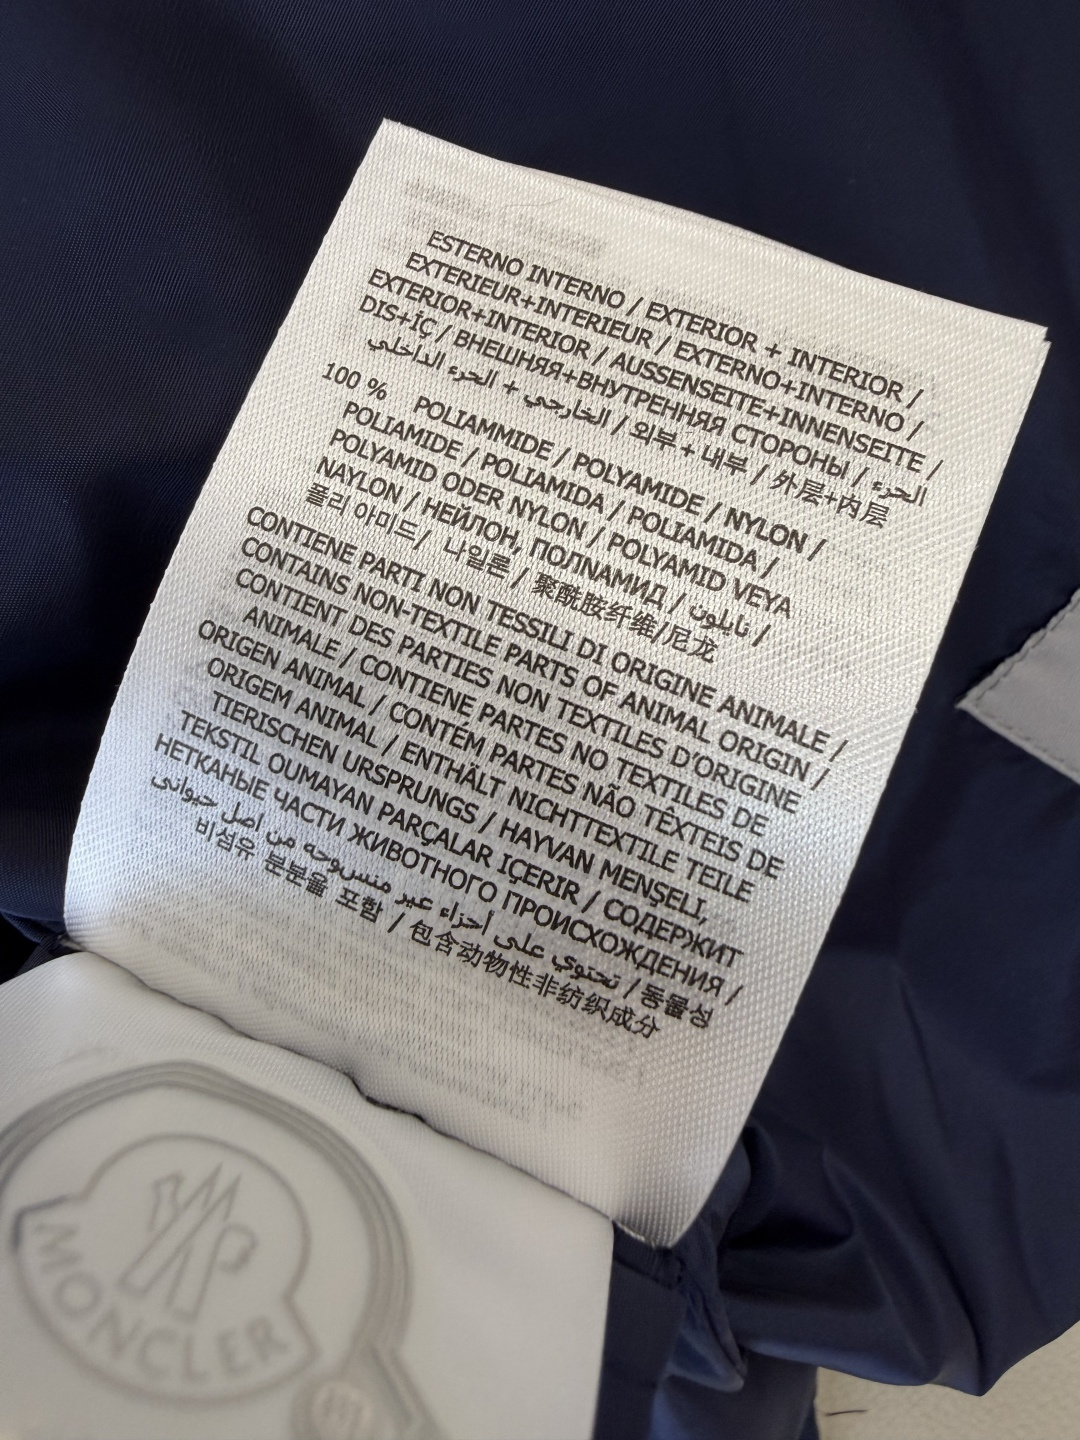 ESTERNO INTERNO / EXTERIOR + INTERIOR /
EXTERIEUR+INTERIEUR / EXTERNO+INTERNO /
EXTERIOR+INTERIOR / AUSSENSEITE+INNENSEITE /
DIS+İÇ / ВНЕШНЯЯ+ВНУТРЕННЯЯ СТОРОНЫ / الجزء
الخارجي + الجزء الداخلي / 외부+내부 / 外层+内层
100 % POLIAMMIDE / POLYAMIDE / NYLON /
POLIAMIDE / POLIAMIDA / POLIAMIDA /
POLYAMID ODER NYLON / POLYAMID VEYA
NAYLON / НЕЙЛОН, ПОЛNАМИД / نايلون /
폴리 아미드/ 나일론 / 聚酰胺纤维/尼龙
CONTIENE PARTI NON TESSILI DI ORIGINE ANIMALE /
CONTAINS NON-TEXTILE PARTS OF ANIMAL ORIGIN /
CONTIENT DES PARTIES NON TEXTILES D'ORIGINE
ANIMALE / CONTIENE PARTES NO TEXTILES DE
ORIGEN ANIMAL / CONTÉM PARTES NÃO TÊXTEIS DE
ORIGEM ANIMAL / ENTHÄLT NICHTTEXTILE TEILE
TIERISCHEN URSPRUNGS / HAYVAN MENŞELİ,
TEKSTIL OUMAYAN PARÇALAR IÇERIR / СОДЕРЖИТ
НЕТКАНЫЕ ЧАСТИ ЖИВОТНОГО ПРОИСХОЖДЕНИЯ /
تحتوي على أجزاء غير منسوجه من اصل حيوانى / 동물성
비섬유 분분율 포함 / 包含动物性非纺织成分
MONCLER